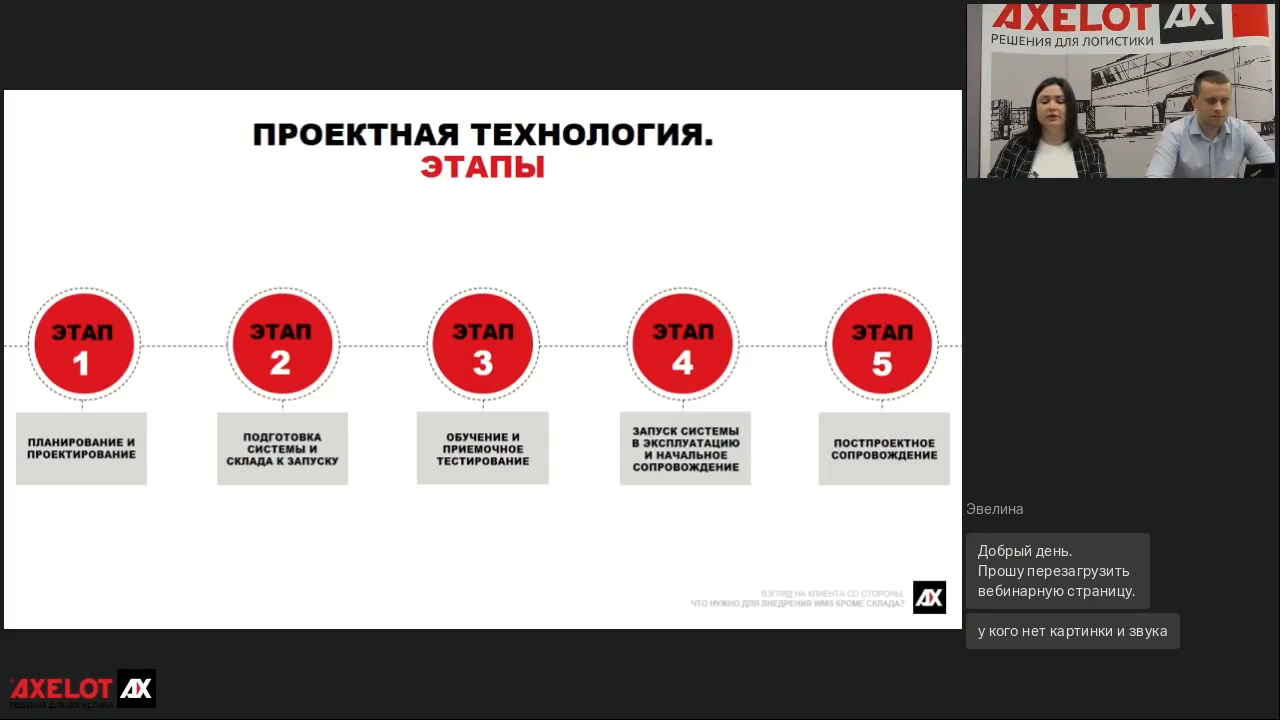 ПРОЕКТНАЯ ТЕХНОЛОГИЯ.
ЭТАПЫ
ЭТАП
1
ПЛАНИРОВАНИЕ И
ПРОЕКТИРОВАНИЕ
ЭТАП
2
ПОДГОТОВКА
СИСТЕМЫ И
СКЛАДА К ЗАПУСКУ
ЭТАП
3
ОБУЧЕНИЕ И
ПРИЕМОЧНОЕ
ТЕСТИРОВАНИЕ
ЭТАП
4
ЗАПУСК СИСТЕМЫ
В ЭКСПЛУАТАЦИЮ
И НАЧАЛЬНОЕ
СОПРОВОЖДЕНИЕ
ЭТАП
5
ПОСТПРОЕКТНОЕ
СОПРОВОЖДЕНИЕ
ВЗГЛЯД НА КЛИЕНТА СО СТОРОНЫ.
ЧТО НУЖНО ДЛЯ ВНЕДРЕНИЯ WMS КРОМЕ СКЛАДА?
AX
AXELOT AX
РЕШЕНИЯ ДЛЯ ЛОГИСТИКИ
Эвелина
Добрый день.
Прошу перезагрузить
вебинарную страницу.
у кого нет картинки и звука
AXELOT AX
РЕШЕНИЯ ДЛЯ ЛОГИСТИКИ